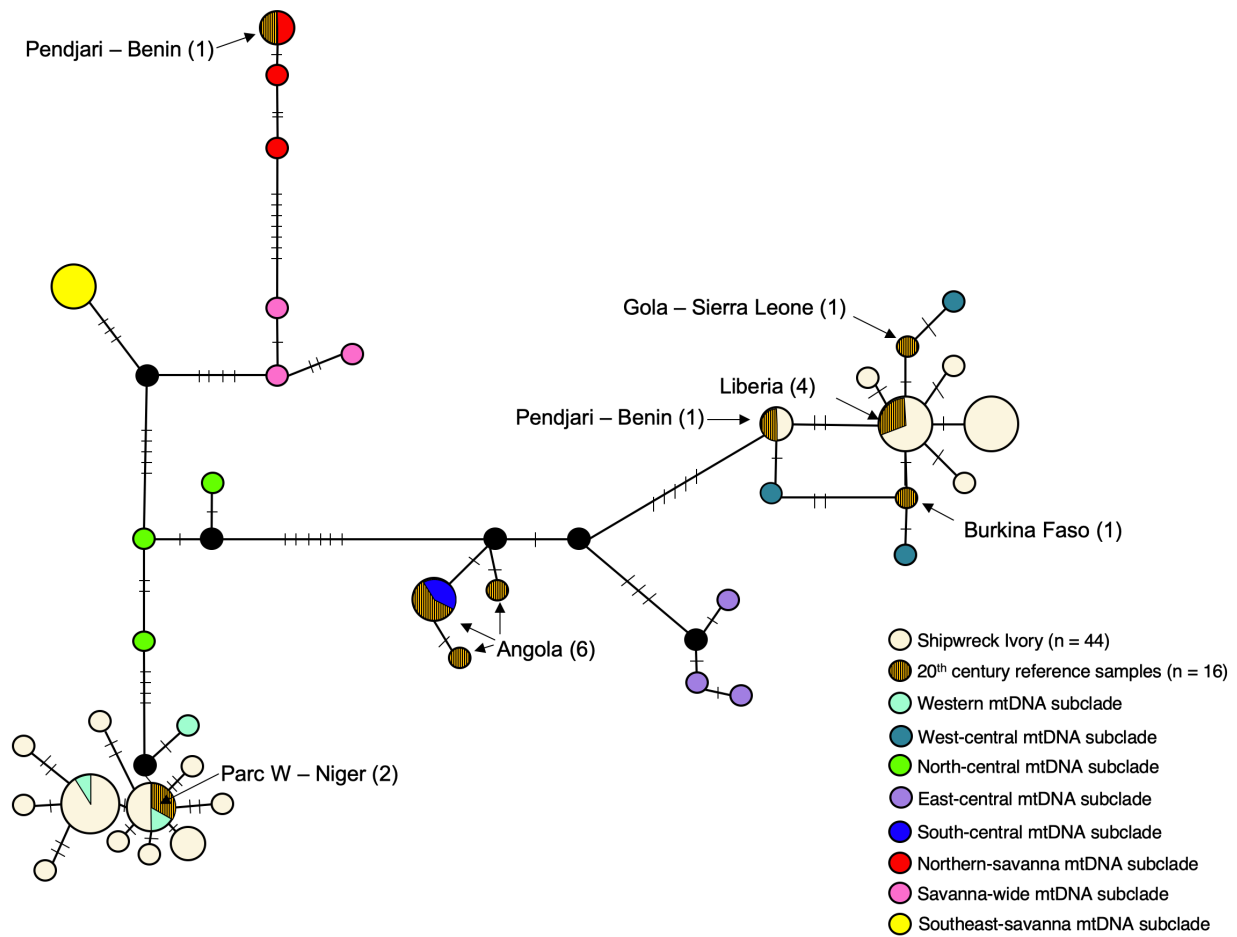 Pendjari – Benin (1)
Gola – Sierra Leone (1)
Liberia (4)
Pendjari – Benin (1)
Burkina Faso (1)
Angola (6)
Parc W – Niger (2)
Shipwreck Ivory (n = 44)
20th century reference samples (n = 16)
Western mtDNA subclade
West-central mtDNA subclade
North-central mtDNA subclade
East-central mtDNA subclade
South-central mtDNA subclade
Northern-savanna mtDNA subclade
Savanna-wide mtDNA subclade
Southeast-savanna mtDNA subclade